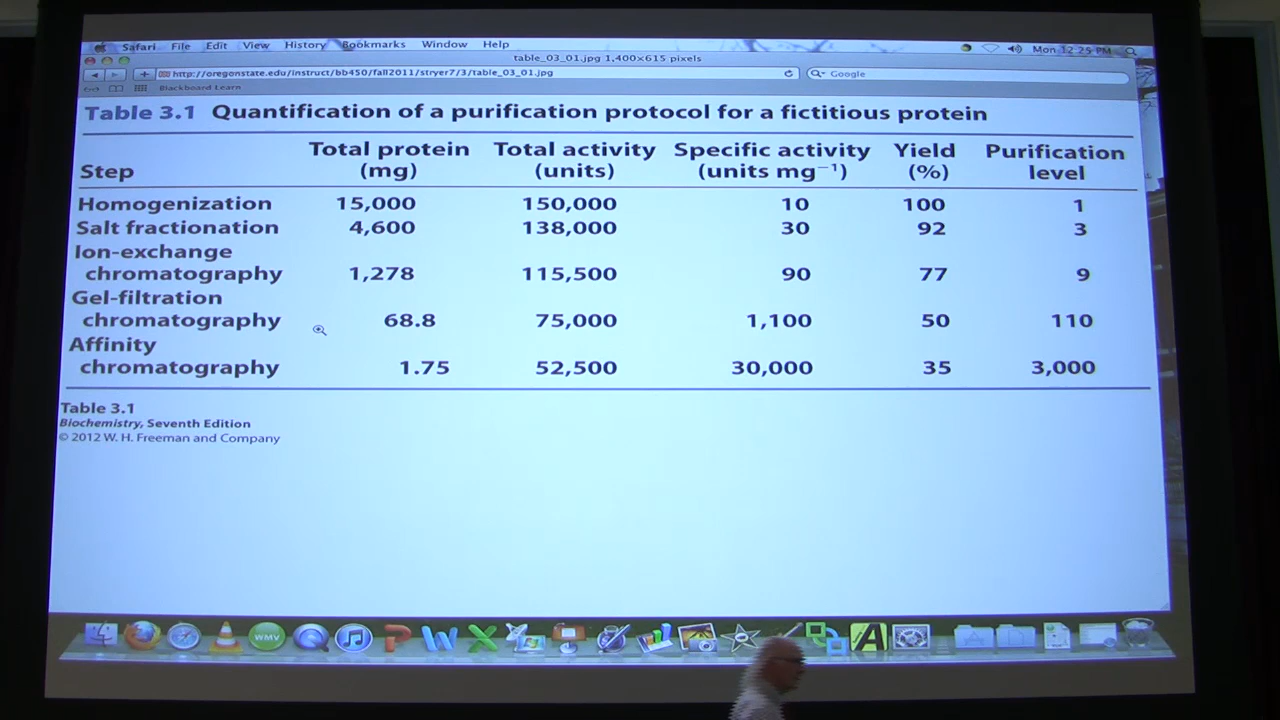 Safari File Edit View History Bookmarks Window Help Mon 12:25 PM
table_03_01.jpg 1,400×615 pixels
http://oregonstate.edu/instruct/bb450/fall2011/stryer7/3/table_03_01.jpg Google
Blackboard Learn
Table 3.1 Quantification of a purification protocol for a fictitious protein
Step Total protein (mg) Total activity (units) Specific activity (units mg⁻¹) Yield (%) Purification level
Homogenization 15,000 150,000 10 100 1
Salt fractionation 4,600 138,000 30 92 3
Ion-exchange
chromatography 1,278 115,500 90 77 9
Gel-filtration
chromatography 68.8 75,000 1,100 50 110
Affinity
chromatography 1.75 52,500 30,000 35 3,000
Table 3.1
Biochemistry, Seventh Edition
© 2012 W. H. Freeman and Company
WMV